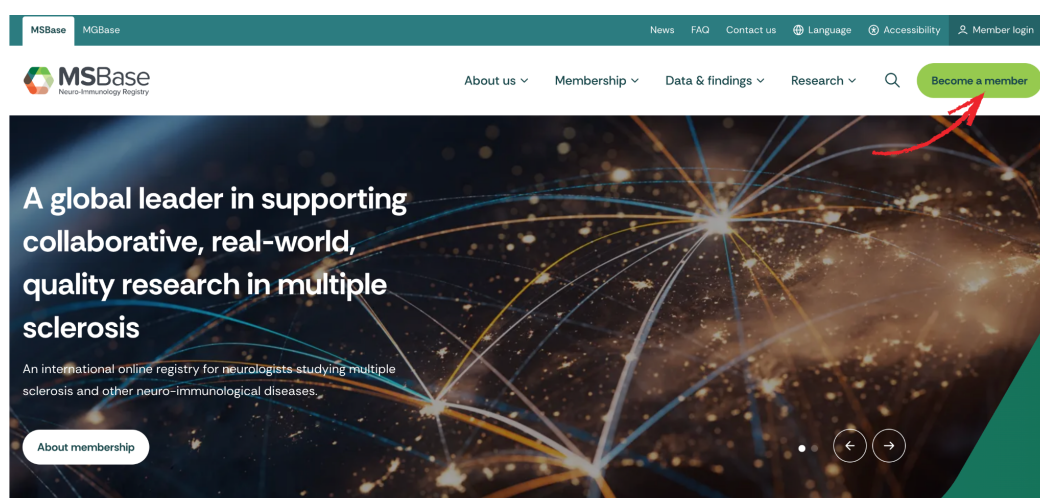 MSBase MGBase News FAQ Contact us Language Accessibility Member login
MSBase
Neuro-Immunology Registry
About us Membership Data & findings Research Become a member
A global leader in supporting
collaborative, real-world,
quality research in multiple
sclerosis
An international online registry for neurologists studying multiple
sclerosis and other neuro-immunological diseases.
About membership